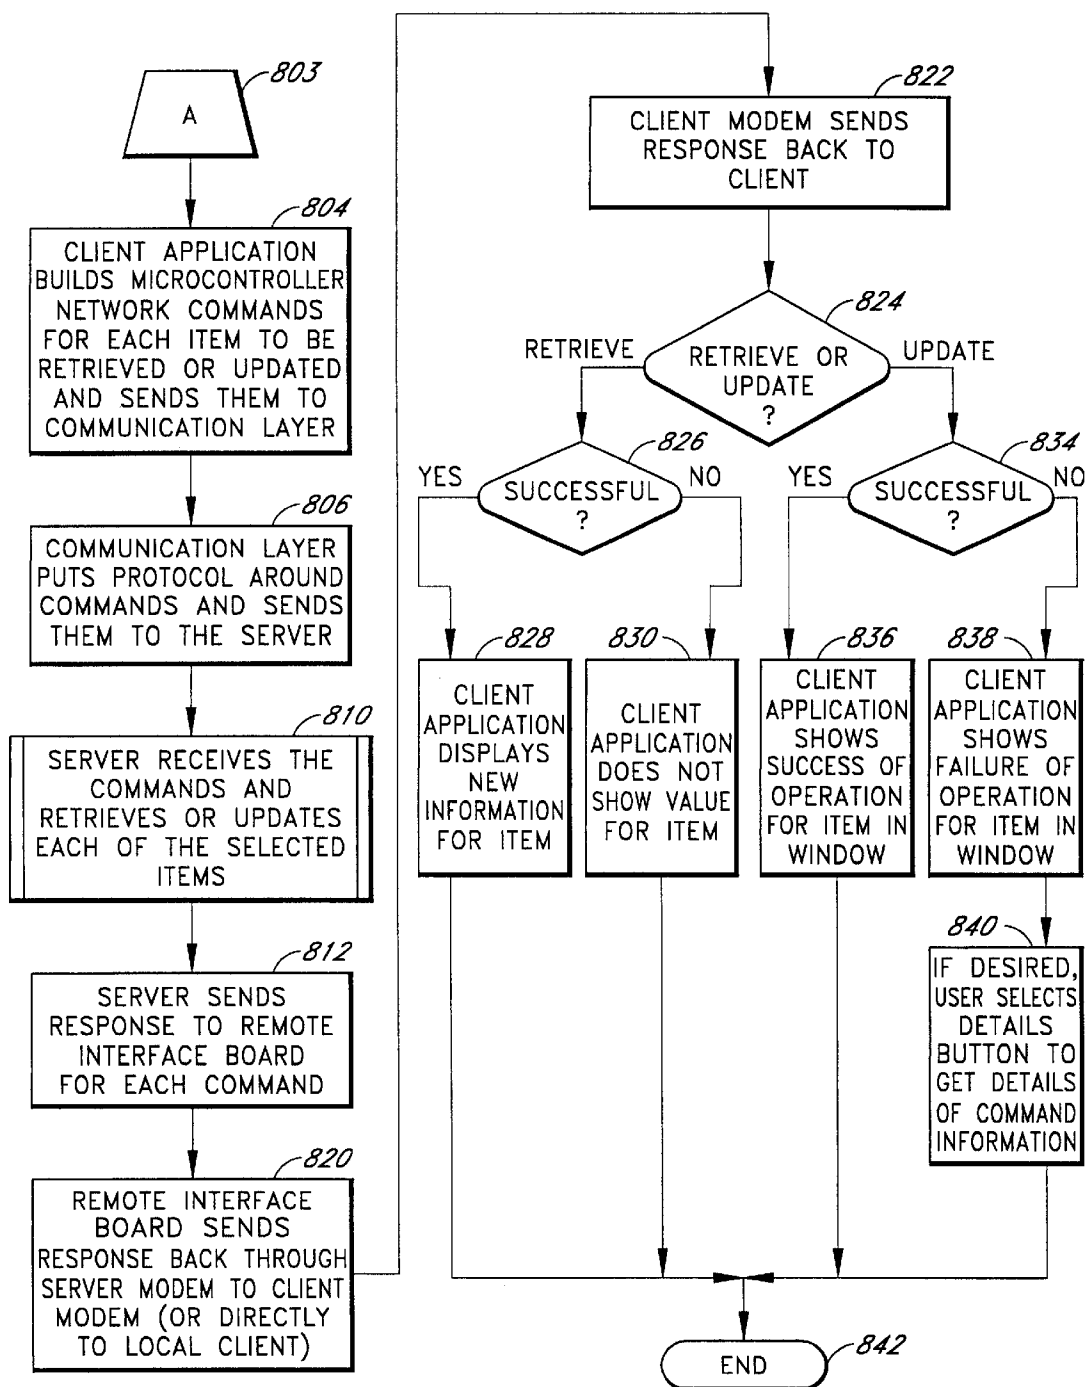 803
A
804
CLIENT APPLICATION
BUILDS MICROCONTROLLER
NETWORK COMMANDS
FOR EACH ITEM TO BE
RETRIEVED OR UPDATED
AND SENDS THEM TO
COMMUNICATION LAYER
806
COMMUNICATION LAYER
PUTS PROTOCOL AROUND
COMMANDS AND SENDS
THEM TO THE SERVER
810
SERVER RECEIVES THE
COMMANDS AND
RETRIEVES OR UPDATES
EACH OF THE SELECTED
ITEMS
812
SERVER SENDS
RESPONSE TO REMOTE
INTERFACE BOARD
FOR EACH COMMAND
820
REMOTE INTERFACE
BOARD SENDS
RESPONSE BACK THROUGH
SERVER MODEM TO CLIENT
MODEM (OR DIRECTLY
TO LOCAL CLIENT)
822
CLIENT MODEM SENDS
RESPONSE BACK TO
CLIENT
824
RETRIEVE
RETRIEVE OR
UPDATE
?
UPDATE
826
YES
SUCCESSFUL
?
NO
834
YES
SUCCESSFUL
?
NO
828
CLIENT
APPLICATION
DISPLAYS
NEW
INFORMATION
FOR ITEM
830
CLIENT
APPLICATION
DOES NOT
SHOW VALUE
FOR ITEM
836
CLIENT
APPLICATION
SHOWS
SUCCESS OF
OPERATION
FOR ITEM IN
WINDOW
838
CLIENT
APPLICATION
SHOWS
FAILURE OF
OPERATION
FOR ITEM IN
WINDOW
840
IF DESIRED,
USER SELECTS
DETAILS
BUTTON TO
GET DETAILS
OF COMMAND
INFORMATION
END
842